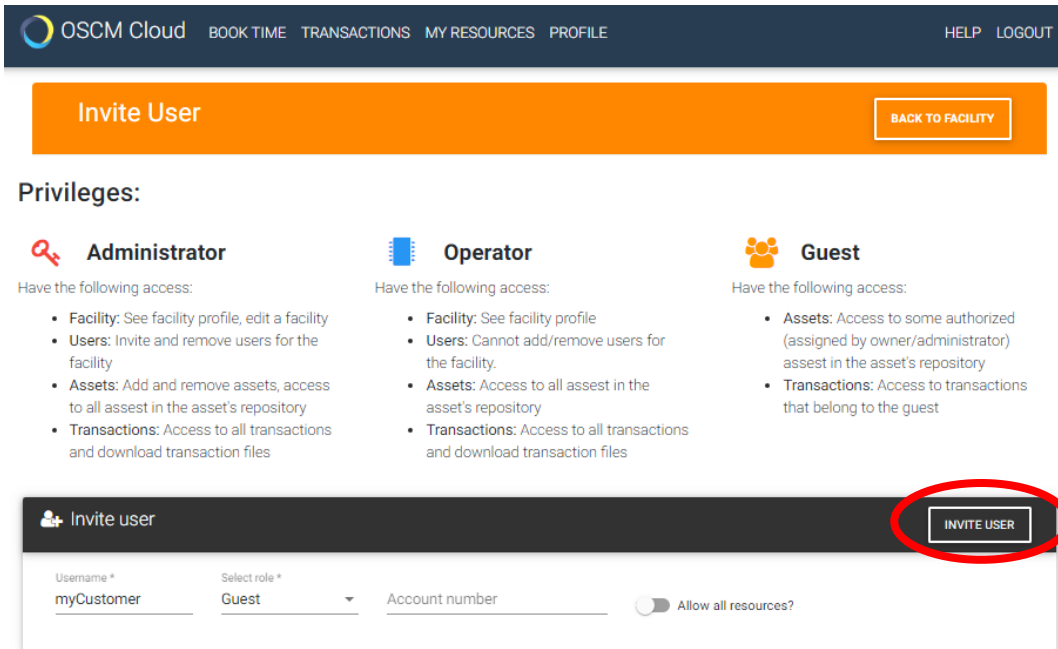 OSCM Cloud BOOK TIME TRANSACTIONS MY RESOURCES PROFILE HELP LOGOUT
Invite User
BACK TO FACILITY
Privileges:
Administrator
Have the following access:
• Facility: See facility profile, edit a facility
• Users: Invite and remove users for the
facility
• Assets: Add and remove assets, access
to all assest in the asset's repository
• Transactions: Access to all transactions
and download transaction files
Operator
Have the following access:
• Facility: See facility profile
• Users: Cannot add/remove users for
the facility.
• Assets: Access to all assest in the
asset's repository
• Transactions: Access to all transactions
and download transaction files
Guest
Have the following access:
• Assets: Access to some authorized
(assigned by owner/administrator)
assest in the asset's repository
• Transactions: Access to transactions
that belong to the guest
Invite user
INVITE USER
Username *
myCustomer
Select role *
Guest
Account number
Allow all resources?